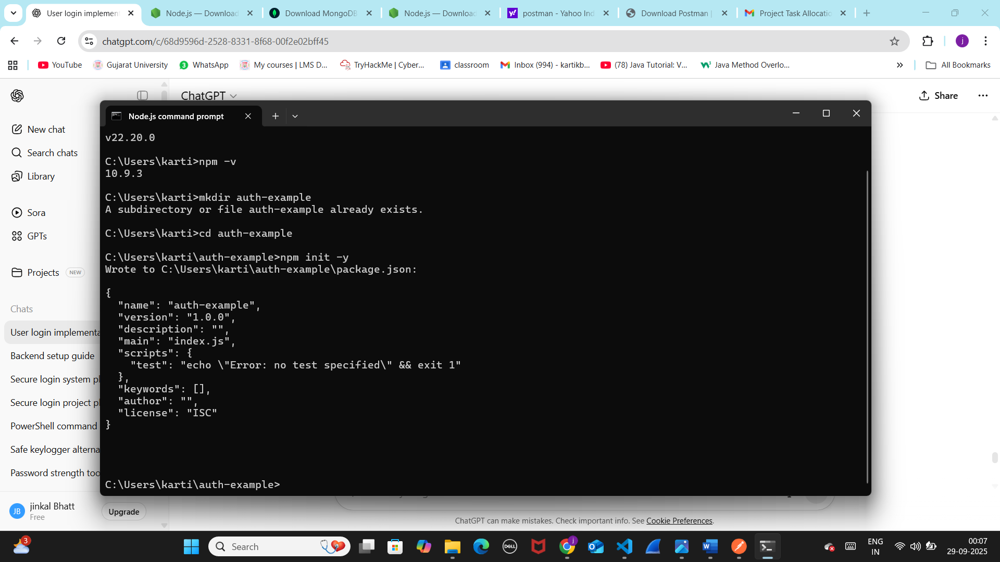 User login implement
Node.js — Download
Download MongoDB
Node.js — Download
postman - Yahoo Ind
Download Postman |
Project Task Allocatio
chatgpt.com/c/68d9596d-2528-8331-8f68-00f2e02bff45
j
YouTube
Gujarat University
3
WhatsApp
My courses | LMS D...
TryHackMe | Cyber...
classroom
Inbox (994) - kartikb...
(78) Java Tutorial: V...
Java Method Overlo...
»
All Bookmarks
ChatGPT
Share
New chat
Search chats
Library
Sora
GPTs
Projects
NEW
Chats
User login implementa
Backend setup guide
Secure login system pl
Secure login project pl
PowerShell command
Safe keylogger alterna
Password strength too
JB
jinkal Bhatt
Free
Upgrade
Node.js command prompt
v22.20.0
C:\Users\karti>npm -v
10.9.3
C:\Users\karti>mkdir auth-example
A subdirectory or file auth-example already exists.
C:\Users\karti>cd auth-example
C:\Users\karti\auth-example>npm init -y
Wrote to C:\Users\karti\auth-example\package.json:
{
"name": "auth-example",
"version": "1.0.0",
"description": "",
"main": "index.js",
"scripts": {
"test": "echo \"Error: no test specified\" && exit 1"
},
"keywords": [],
"author": "",
"license": "ISC"
}
C:\Users\karti\auth-example>
ChatGPT can make mistakes. Check important info. See Cookie Preferences.
3
Search
DELL
j
ENG
IN
00:07
29-09-2025